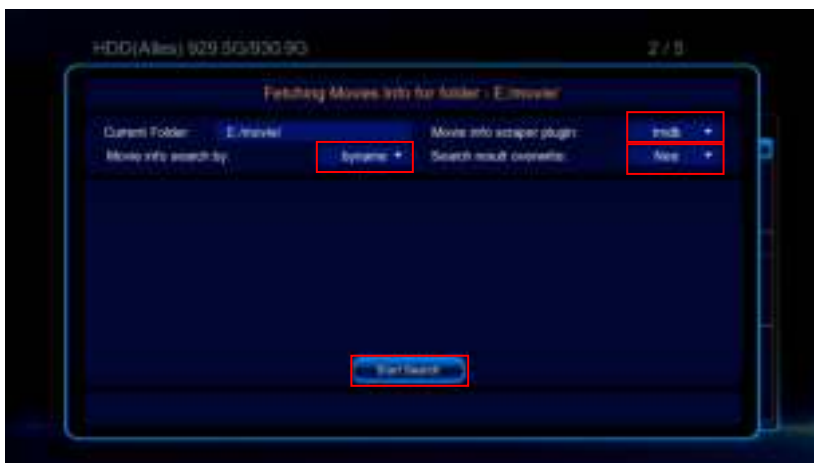 HDD(Alles) 929.5G/930.9G 2 / 5
Fetching Movies Info for folder - E:/movie/
Current Folder: E:/movie/ Movie info scraper plugin:
Movie info search by: byname Search result overwrite: Nee
Start Search